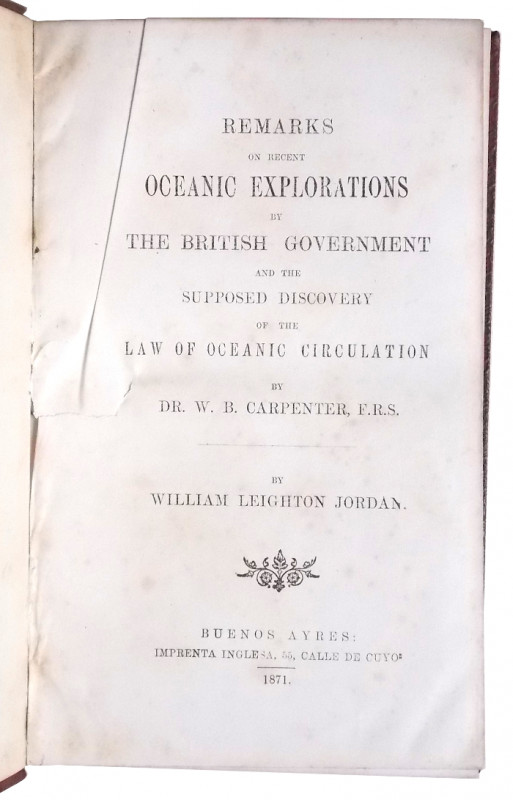 REMARKS
ON RECENT
OCEANIC EXPLORATIONS
BY
THE BRITISH GOVERNMENT
AND THE
SUPPOSED DISCOVERY
OF THE
LAW OF OCEANIC CIRCULATION
BY
DR. W. B. CARPENTER, F.R.S.
BY
WILLIAM LEIGHTON JORDAN.
BUENOS AYRES:
IMPRENTA INGLESA, 55, CALLE DE CUYO
1871.